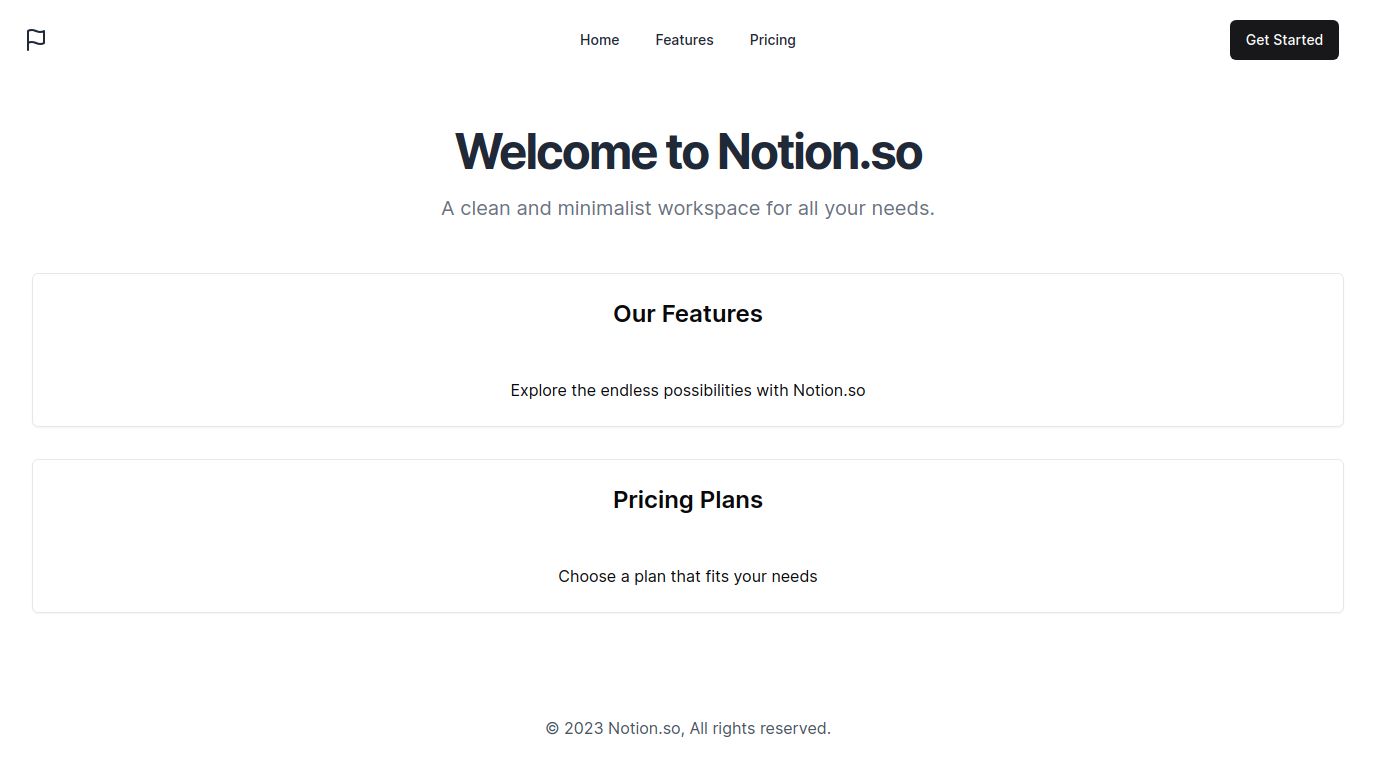 Home Features Pricing Get Started
Welcome to Notion.so
A clean and minimalist workspace for all your needs.
Our Features
Explore the endless possibilities with Notion.so
Pricing Plans
Choose a plan that fits your needs
© 2023 Notion.so, All rights reserved.